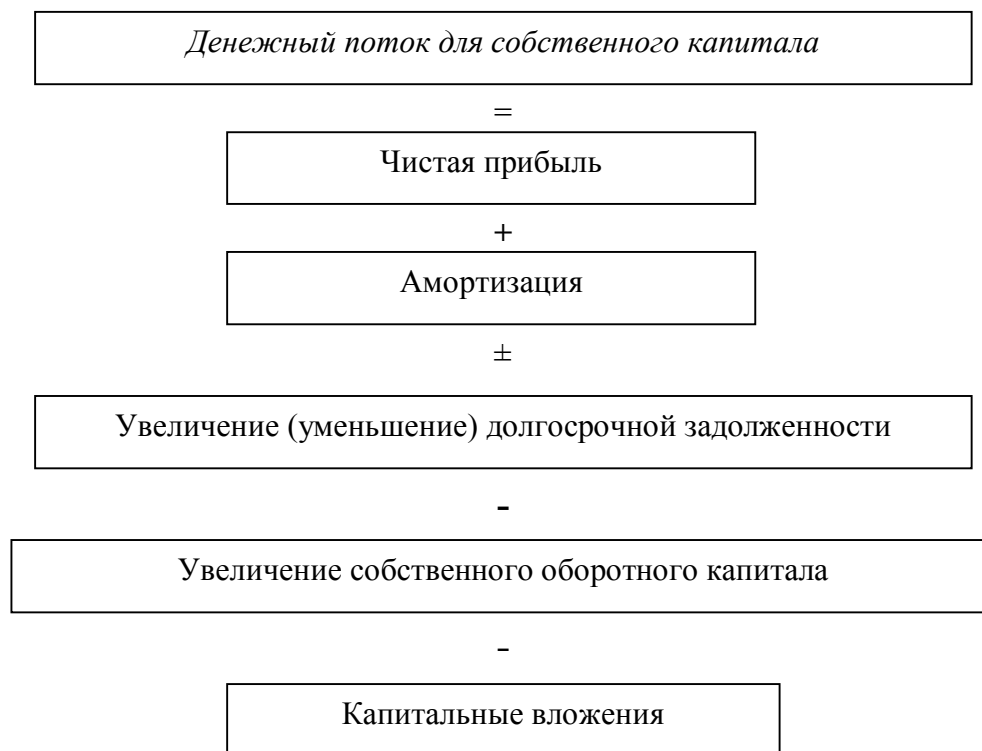 Денежный поток для собственного капитала
=
Чистая прибыль
+
Амортизация
±
Увеличение (уменьшение) долгосрочной задолженности
-
Увеличение собственного оборотного капитала
-
Капитальные вложения